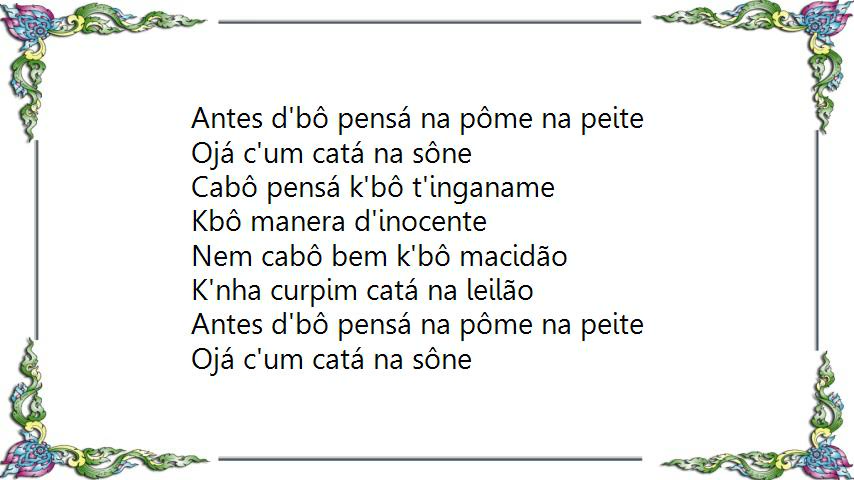 Antes d'bô pensá na pôme na peite
Ojá c'um catá na sône
Cabô pensá k'bô t'inganame
Kbô manera d'inocente
Nem cabô bem k'bô macidão
K'nha curpim catá na leilão
Antes d'bô pensá na pôme na peite
Ojá c'um catá na sône